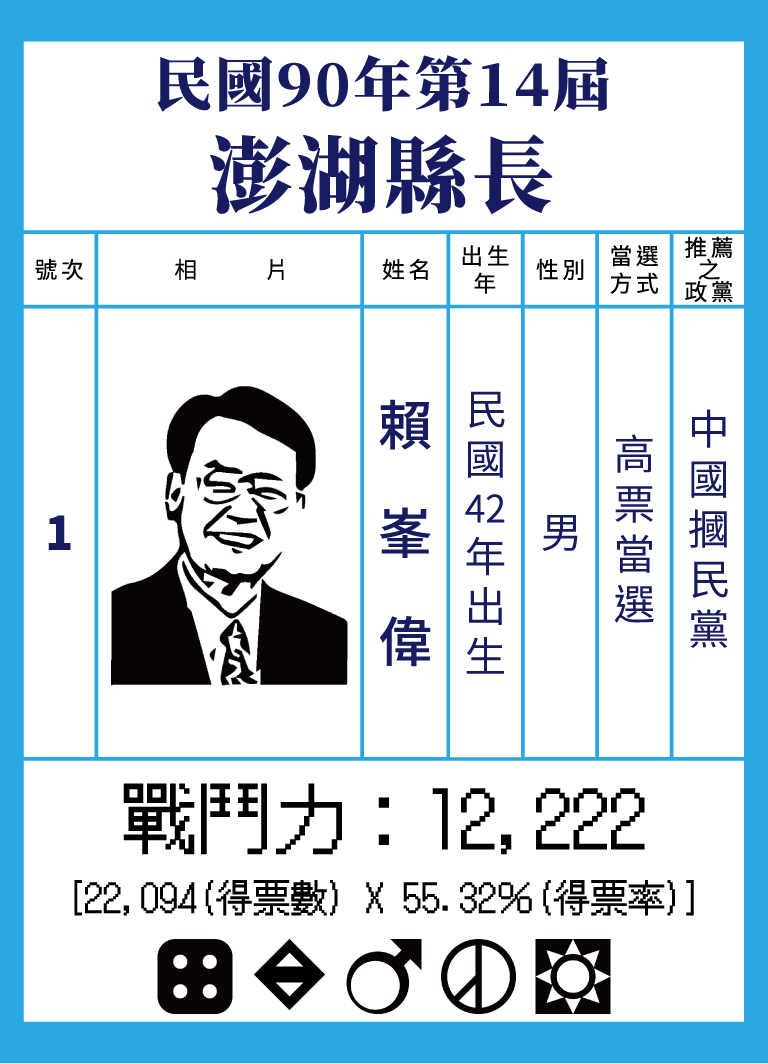 民國90年第14屆
澎湖縣長
號次
相片
姓名
出生
年
性別
當選
方式
推薦
之
政黨
1
賴峯偉
民國42年出生
男
高票當選
中國摑民黨
戰鬥力：12,222
[22,094(得票數) X 55.32%(得票率)]